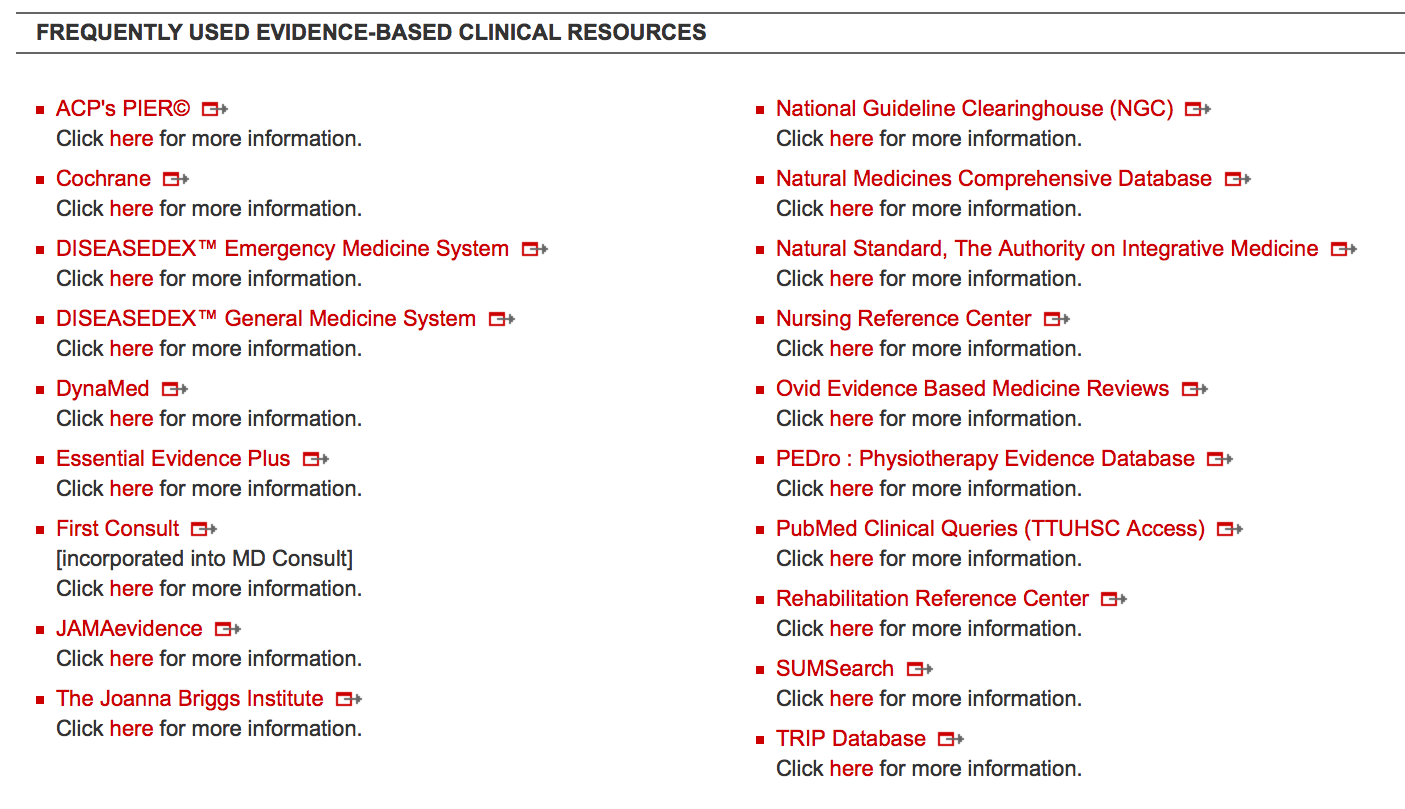 FREQUENTLY USED EVIDENCE-BASED CLINICAL RESOURCES
ACP's PIER©
Click here for more information.
Cochrane
Click here for more information.
DISEASEDEX™ Emergency Medicine System
Click here for more information.
DISEASEDEX™ General Medicine System
Click here for more information.
DynaMed
Click here for more information.
Essential Evidence Plus
Click here for more information.
First Consult
[incorporated into MD Consult]
Click here for more information.
JAMAevidence
Click here for more information.
The Joanna Briggs Institute
Click here for more information.
National Guideline Clearinghouse (NGC)
Click here for more information.
Natural Medicines Comprehensive Database
Click here for more information.
Natural Standard, The Authority on Integrative Medicine
Click here for more information.
Nursing Reference Center
Click here for more information.
Ovid Evidence Based Medicine Reviews
Click here for more information.
PEDro : Physiotherapy Evidence Database
Click here for more information.
PubMed Clinical Queries (TTUHSC Access)
Click here for more information.
Rehabilitation Reference Center
Click here for more information.
SUMSearch
Click here for more information.
TRIP Database
Click here for more information.